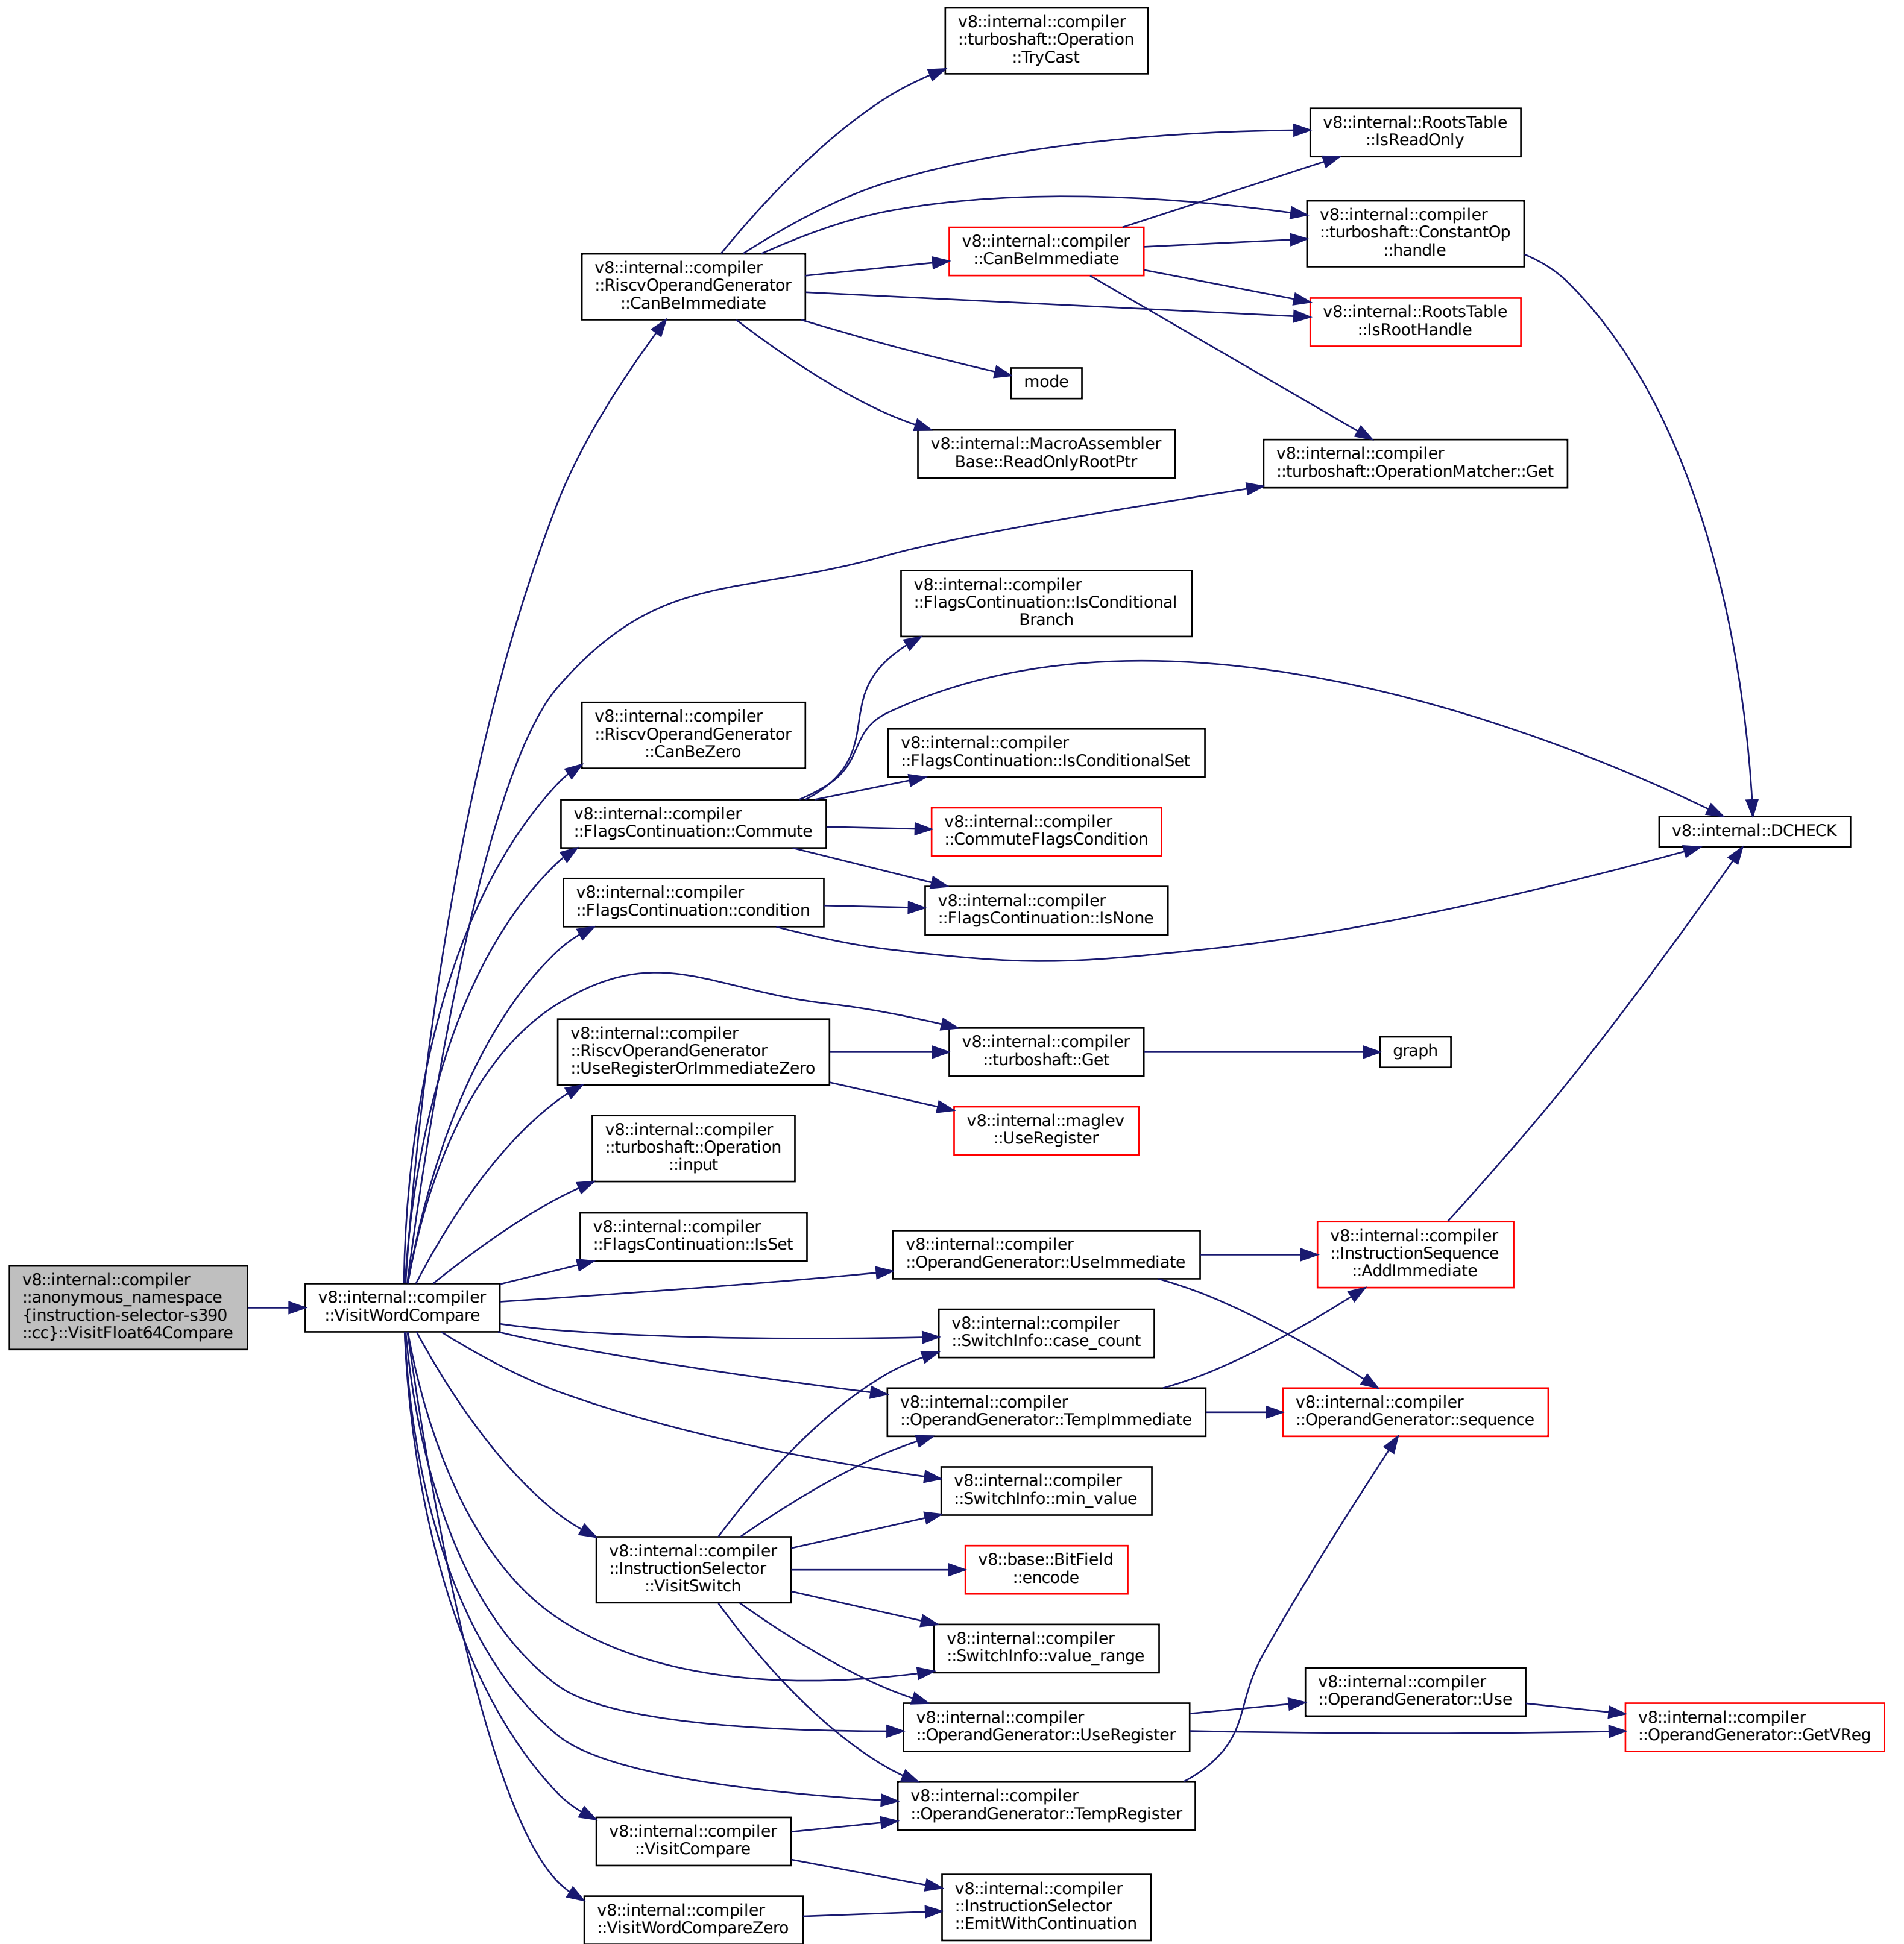 v8::internal::compiler
::turboshaft::Operation
::TryCast
v8::internal::RootsTable
::IsReadOnly
v8::internal::compiler
::turboshaft::ConstantOp
::handle
v8::internal::compiler
::CanBeImmediate
v8::internal::compiler
::RiscvOperandGenerator
::CanBeImmediate
v8::internal::RootsTable
::IsRootHandle
mode
v8::internal::MacroAssembler
Base::ReadOnlyRootPtr
v8::internal::compiler
::turboshaft::OperationMatcher::Get
v8::internal::compiler
::FlagsContinuation::IsConditional
Branch
v8::internal::compiler
::RiscvOperandGenerator
::CanBeZero
v8::internal::compiler
::FlagsContinuation::IsConditionalSet
v8::internal::compiler
::FlagsContinuation::Commute
v8::internal::compiler
::CommuteFlagsCondition
v8::internal::DCHECK
v8::internal::compiler
::FlagsContinuation::condition
v8::internal::compiler
::FlagsContinuation::IsNone
v8::internal::compiler
::RiscvOperandGenerator
::UseRegisterOrImmediateZero
v8::internal::compiler
::turboshaft::Get
graph
v8::internal::maglev
::UseRegister
v8::internal::compiler
::turboshaft::Operation
::input
v8::internal::compiler
::FlagsContinuation::IsSet
v8::internal::compiler
::OperandGenerator::UseImmediate
v8::internal::compiler
::InstructionSequence
::AddImmediate
v8::internal::compiler
::anonymous_namespace
{instruction-selector-s390
::cc}::VisitFloat64Compare
v8::internal::compiler
::VisitWordCompare
v8::internal::compiler
::SwitchInfo::case_count
v8::internal::compiler
::OperandGenerator::TempImmediate
v8::internal::compiler
::OperandGenerator::sequence
v8::internal::compiler
::SwitchInfo::min_value
v8::internal::compiler
::InstructionSelector
::VisitSwitch
v8::base::BitField
::encode
v8::internal::compiler
::SwitchInfo::value_range
v8::internal::compiler
::OperandGenerator::Use
v8::internal::compiler
::OperandGenerator::UseRegister
v8::internal::compiler
::OperandGenerator::GetVReg
v8::internal::compiler
::OperandGenerator::TempRegister
v8::internal::compiler
::VisitCompare
v8::internal::compiler
::InstructionSelector
::EmitWithContinuation
v8::internal::compiler
::VisitWordCompareZero